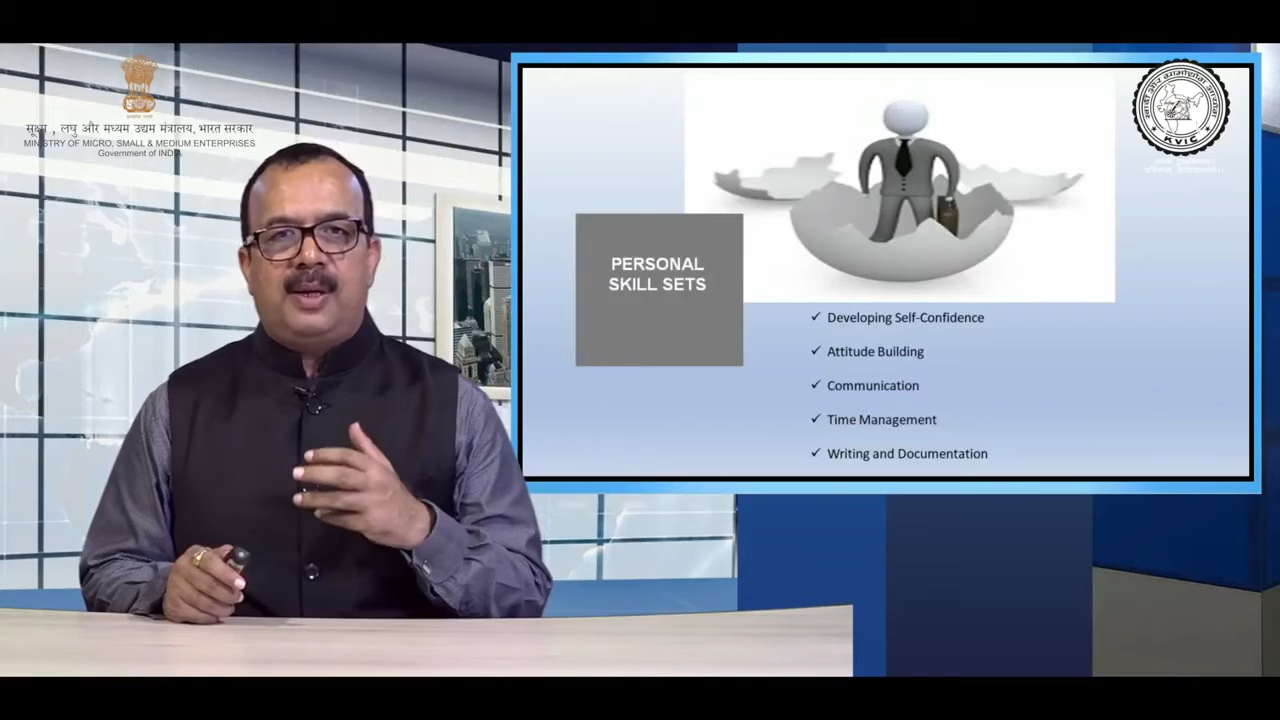 सूक्ष्म , लघु और मध्यम उद्यम मंत्रालय, भारत सरकार
MINISTRY OF MICRO, SMALL & MEDIUM ENTERPRISES
Government of INDIA
KVIC
PERSONAL
SKILL SETS
✓ Developing Self-Confidence
✓ Attitude Building
✓ Communication
✓ Time Management
✓ Writing and Documentation